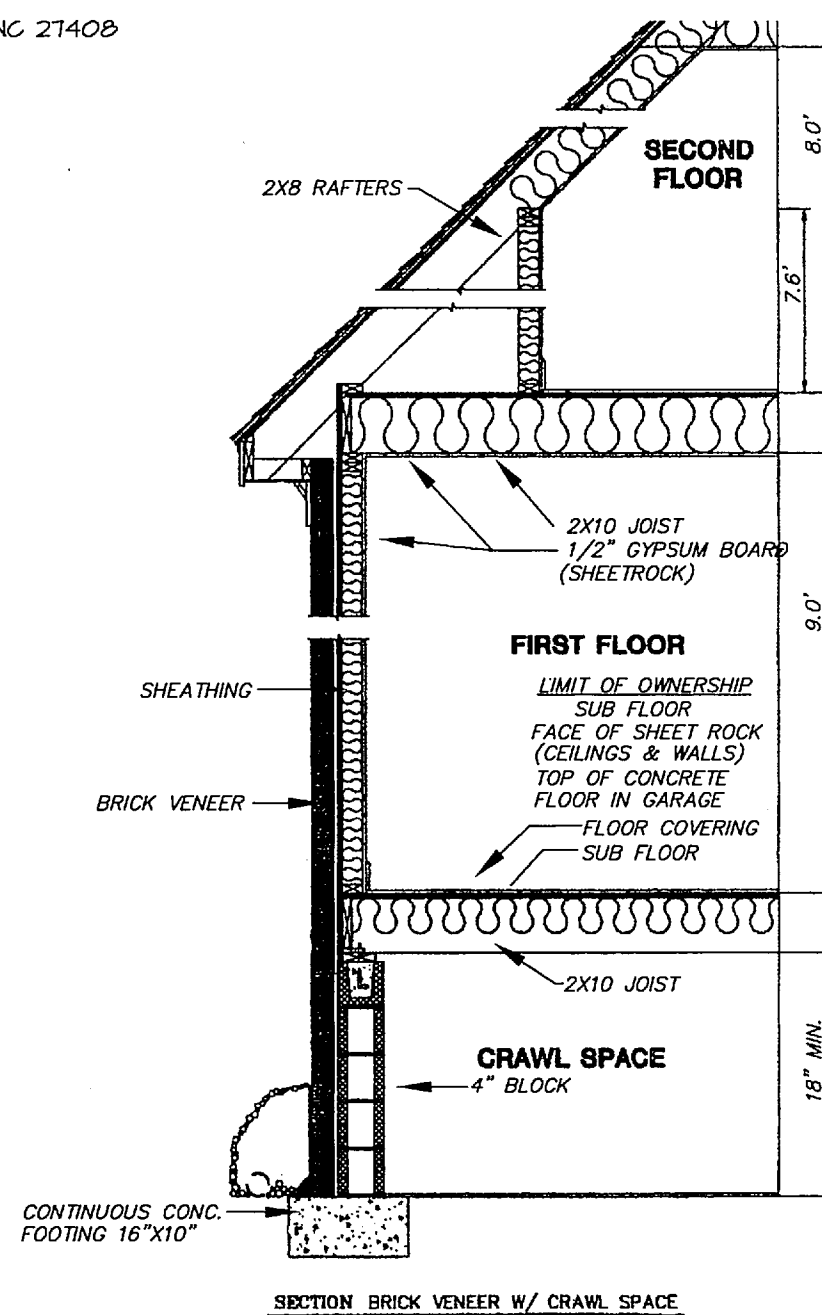 NC 27408
SECOND
FLOOR
8.0'
2X8 RAFTERS
7.6'
2X10 JOIST
1/2" GYPSUM BOARD
(SHEETROCK)
9.0'
FIRST FLOOR
SHEATHING
LIMIT OF OWNERSHIP
SUB FLOOR
FACE OF SHEET ROCK
(CEILINGS & WALLS)
TOP OF CONCRETE
FLOOR IN GARAGE
BRICK VENEER
FLOOR COVERING
SUB FLOOR
2X10 JOIST
18" MIN.
CRAWL SPACE
4" BLOCK
CONTINUOUS CONC.
FOOTING 16"X10"
SECTION BRICK VENEER W/ CRAWL SPACE